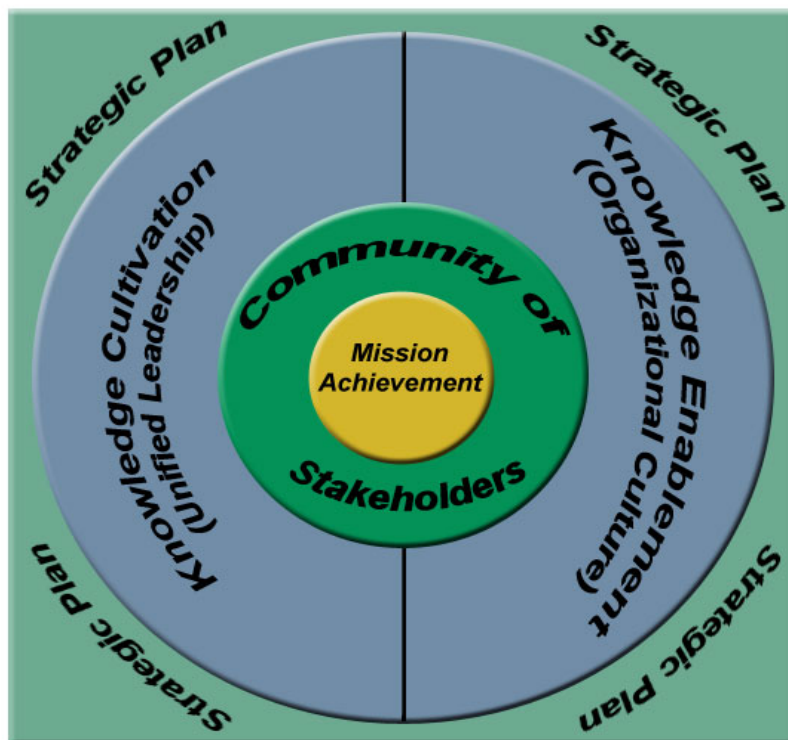 Strategic Plan
Strategic Plan
Knowledge Cultivation
(Unified Leadership)
Knowledge Enablement
(Organizational Culture)
Community of
Stakeholders
Mission
Achievement
Strategic Plan
Strategic Plan